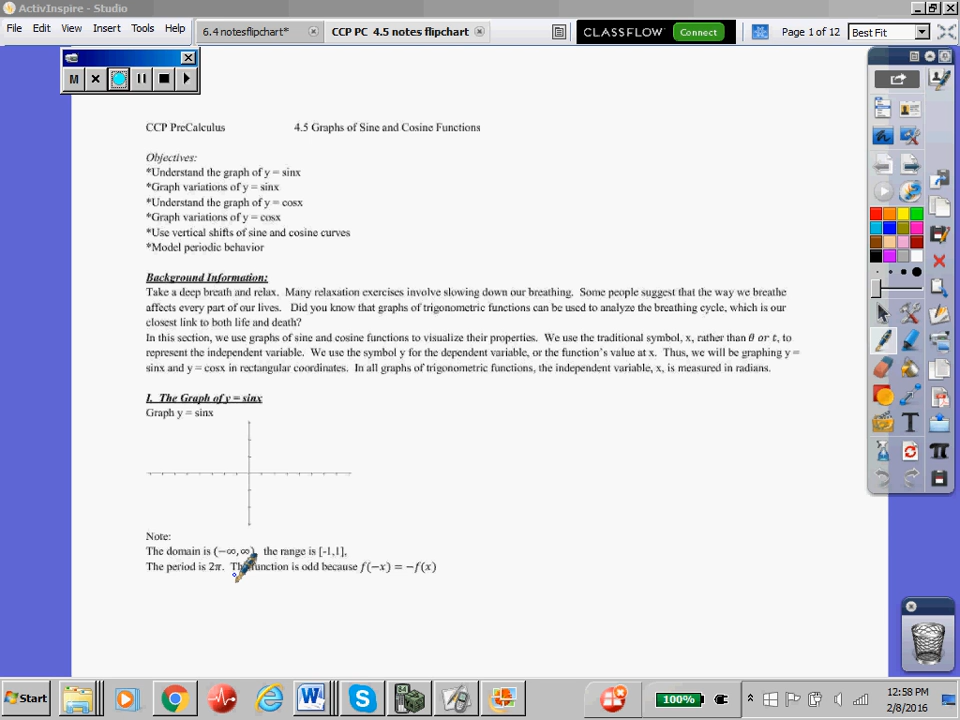 ActivInspire - Studio
File Edit View Insert Tools Help
6.4 notesflipchart*
CCP PC 4.5 notes flipchart
CLASSFLOW Connect
Page 1 of 12
Best Fit
M
CCP PreCalculus 4.5 Graphs of Sine and Cosine Functions
Objectives:
*Understand the graph of y = sinx
*Graph variations of y = sinx
*Understand the graph of y = cosx
*Graph variations of y = cosx
*Use vertical shifts of sine and cosine curves
*Model periodic behavior
Background Information:
Take a deep breath and relax. Many relaxation exercises involve slowing down our breathing. Some people suggest that the way we breathe
affects every part of our lives. Did you know that graphs of trigonometric functions can be used to analyze the breathing cycle, which is our
closest link to both life and death?
In this section, we use graphs of sine and cosine functions to visualize their properties. We use the traditional symbol, x, rather than θ or t, to
represent the independent variable. We use the symbol y for the dependent variable, or the function's value at x. Thus, we will be graphing y =
sinx and y = cosx in rectangular coordinates. In all graphs of trigonometric functions, the independent variable, x, is measured in radians.
I. The Graph of y = sinx
Graph y = sinx
Note:
The domain is (−∞,∞) the range is [-1,1],
The period is 2π. The function is odd because f(−x) = −f(x)
T
Start
100%
12:58 PM
2/8/2016